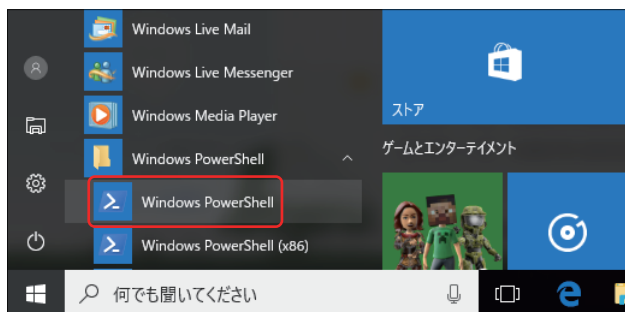 Windows Live Mail
Windows Live Messenger
Windows Media Player
Windows PowerShell
Windows PowerShell
Windows PowerShell (x86)
ストア
ゲームとエンターテイメント
何でも聞いてください